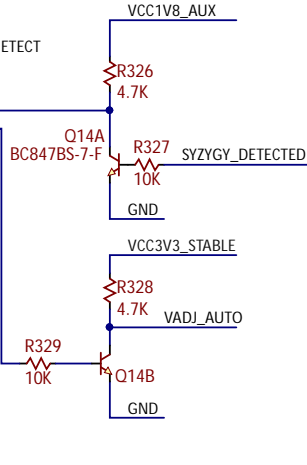 VCC1V8_AUX
ETECT
R326
4.7K
Q14A
BC847BS-7-F
R327
10K
SYZYGY_DETECTED
GND
VCC3V3_STABLE
R328
4.7K
VADJ_AUTO
R329
10K
Q14B
GND